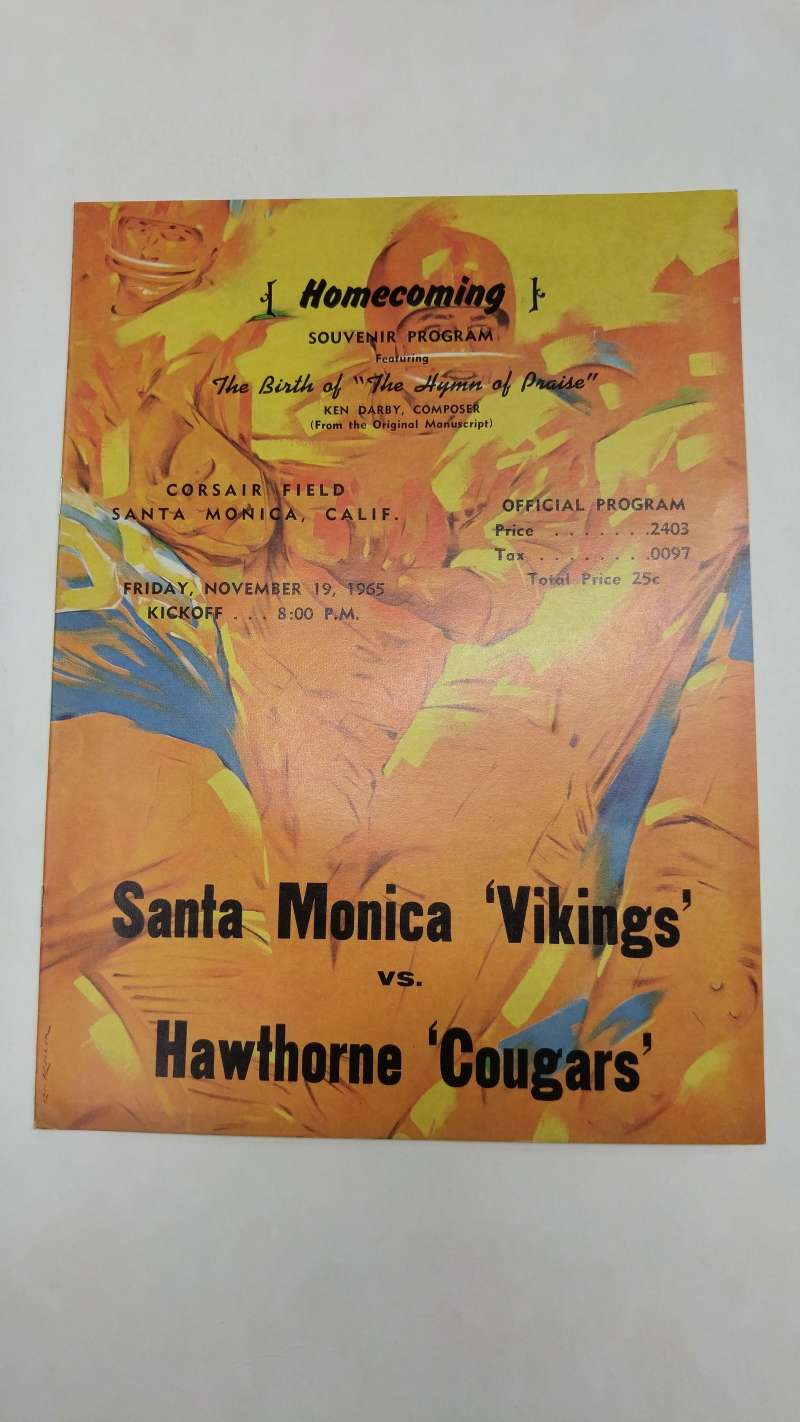 Homecoming
SOUVENIR PROGRAM
Featuring
The Birth of "The Hymn of Praise"
KEN DARBY, COMPOSER
(From the Original Manuscript)
CORSAIR FIELD
SANTA MONICA, CALIF.
FRIDAY, NOVEMBER 19, 1965
KICKOFF . . . 8:00 P.M.
OFFICIAL PROGRAM
Price . . . . . . . .2403
Tax . . . . . . . . .0097
Total Price 25c
Santa Monica 'Vikings'
vs.
Hawthorne 'Cougars'